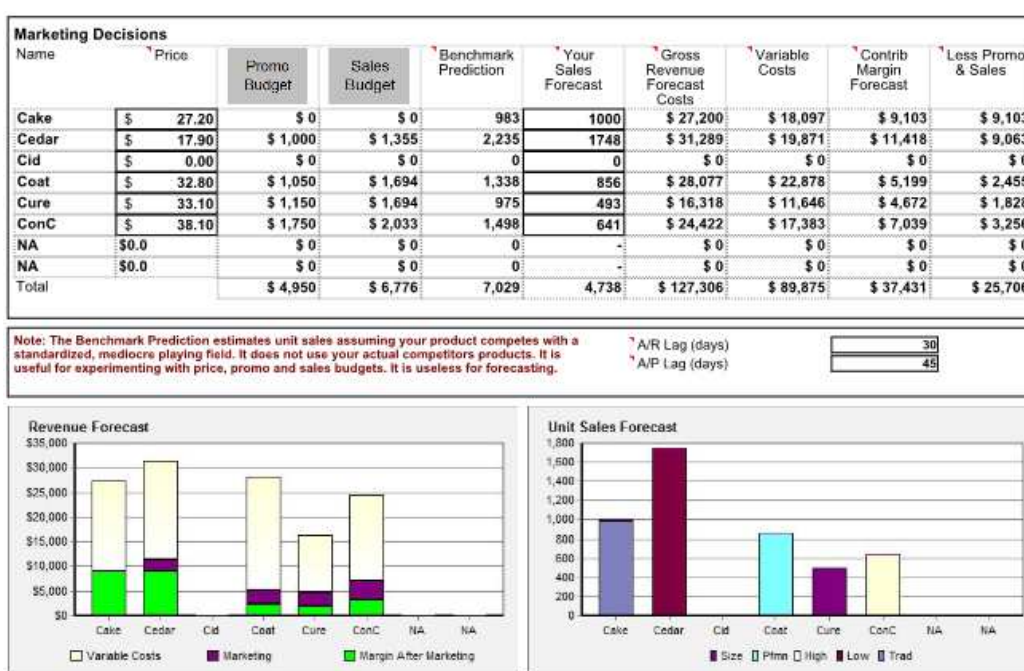 Marketing Decisions
Name Price Promo Budget Sales Budget Benchmark Prediction Your Sales Forecast Gross Revenue Forecast Costs Variable Costs Contrib Margin Forecast Less Promo & Sales
Cake $ 27.20 $ 0 $ 0 983 1000 $ 27,200 $ 18,097 $ 9,103 $ 9,103
Cedar $ 17.90 $ 1,000 $ 1,355 2,235 1748 $ 31,289 $ 19,871 $ 11,418 $ 9,063
Cid $ 0.00 $ 0 $ 0 0 0 $ 0 $ 0 $ 0 $ 0
Coat $ 32.80 $ 1,050 $ 1,694 1,338 856 $ 28,077 $ 22,878 $ 5,199 $ 2,455
Cure $ 33.10 $ 1,150 $ 1,694 975 493 $ 16,318 $ 11,646 $ 4,672 $ 1,828
ConC $ 38.10 $ 1,750 $ 2,033 1,498 641 $ 24,422 $ 17,383 $ 7,039 $ 3,256
NA $0.0 $ 0 $ 0 0 - $ 0 $ 0 $ 0 $ 0
NA $0.0 $ 0 $ 0 0 - $ 0 $ 0 $ 0 $ 0
Total $ 4,950 $ 6,776 7,029 4,738 $ 127,306 $ 89,875 $ 37,431 $ 25,706
Note: The Benchmark Prediction estimates unit sales assuming your product competes with a
standardized, mediocre playing field. It does not use your actual competitors products. It is
useful for experimenting with price, promo and sales budgets. It is useless for forecasting.
A/R Lag (days) 30
A/P Lag (days) 45
Revenue Forecast
$35,000
$30,000
$25,000
$20,000
$15,000
$10,000
$5,000
$0
Cake Cedar Cid Coat Cure ConC NA NA
Variable Costs Marketing Margin After Marketing
Unit Sales Forecast
1,800
1,600
1,400
1,200
1,000
800
600
400
200
0
Cake Cedar Cid Coat Cure ConC NA NA
Size Pfmn High Low Trad